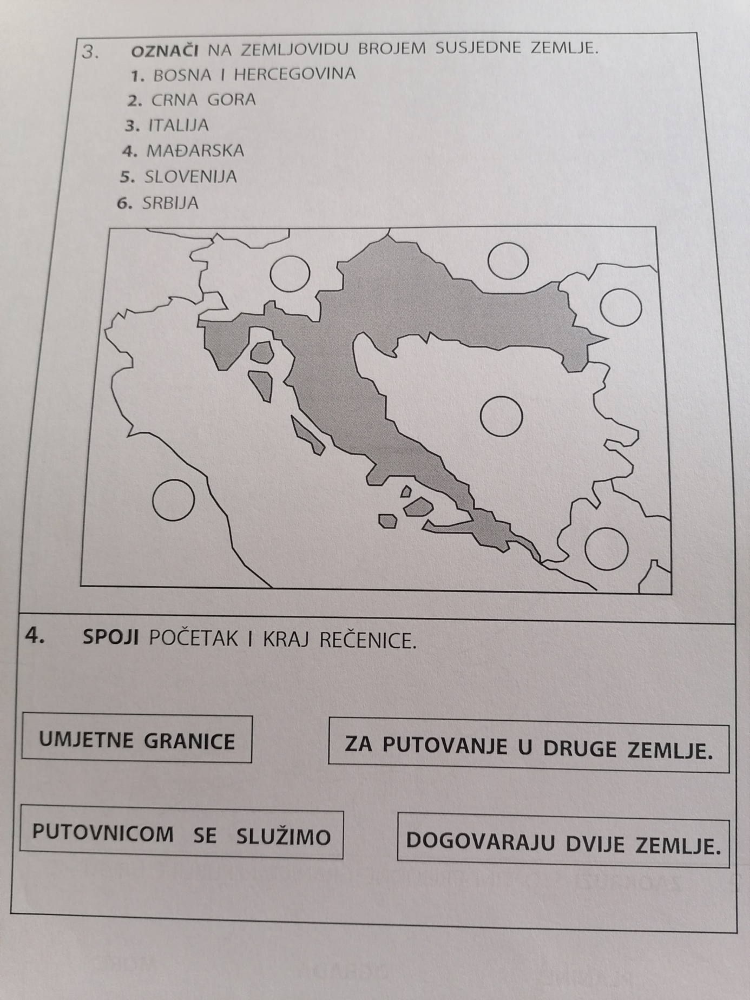 3. OZNAČI NA ZEMLJOVIDU BROJEM SUSJEDNE ZEMLJE.
1. BOSNA I HERCEGOVINA
2. CRNA GORA
3. ITALIJA
4. MAĐARSKA
5. SLOVENIJA
6. SRBIJA
4. SPOJI POČETAK I KRAJ REČENICE.
UMJETNE GRANICE
ZA PUTOVANJE U DRUGE ZEMLJE.
PUTOVNICOM SE SLUŽIMO
DOGOVARAJU DVIJE ZEMLJE.